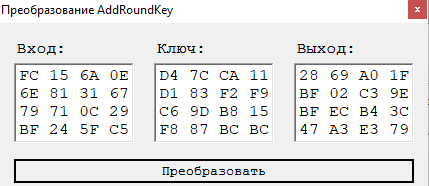 Преобразование AddRoundKey
x
Вход: Ключ: Выход:
FC 15 6A 0E D4 7C CA 11 28 69 A0 1F
6E 81 31 67 D1 83 F2 F9 BF 02 C3 9E
79 71 0C 29 C6 9D B8 15 BF EC B4 3C
BF 24 5F C5 F8 87 BC BC 47 A3 E3 79
Преобразовать